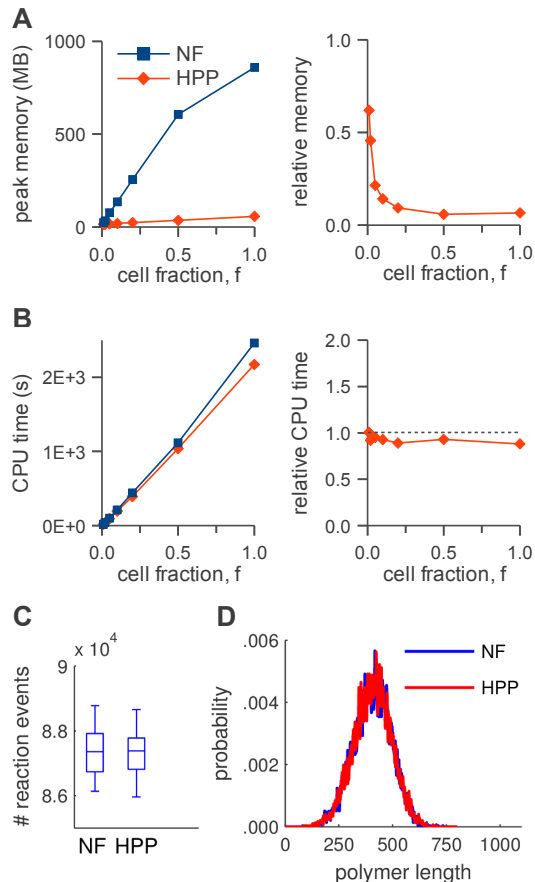 A
peak memory (MB)
1000
500
0
NF
HPP
0.0 0.5 1.0
cell fraction, f
relative memory
1.0
0.5
0.0
0.0 0.5 1.0
cell fraction, f
B
CPU time (s)
2E+3
1E+3
0E+0
0.0 0.5 1.0
cell fraction, f
relative CPU time
2.0
1.5
1.0
0.5
0.0
0.0 0.5 1.0
cell fraction, f
C
x 10^4
# reaction events
9
8.8
8.6
NF HPP
D
probability
.006
.004
.002
.000
NF
HPP
0 250 500 750 1000
polymer length